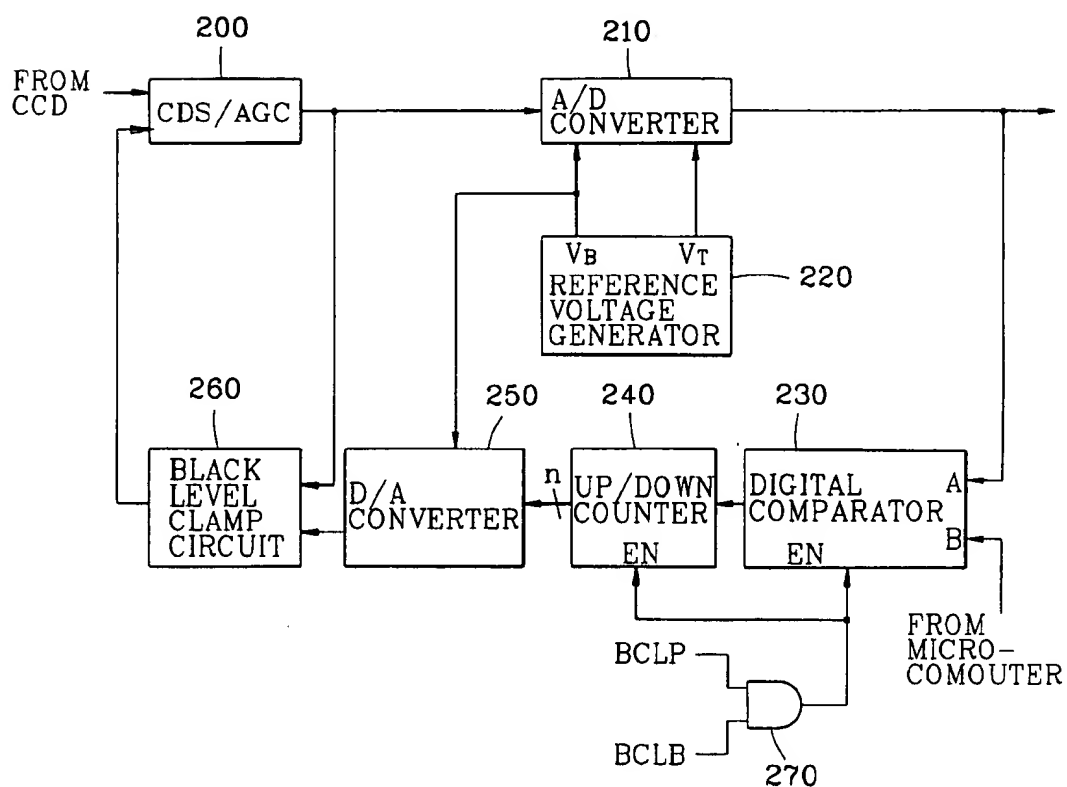 200
210
FROM
CCD
CDS/AGC
A/D
CONVERTER
VB
VT
REFERENCE
VOLTAGE
GENERATOR
220
260
250
240
230
BLACK
LEVEL
CLAMP
CIRCUIT
D/A
CONVERTER
n
UP/DOWN
COUNTER
EN
DIGITAL
COMPARATOR
EN
A
B
FROM
MICRO-
COMOUTER
BCLP
BCLB
270